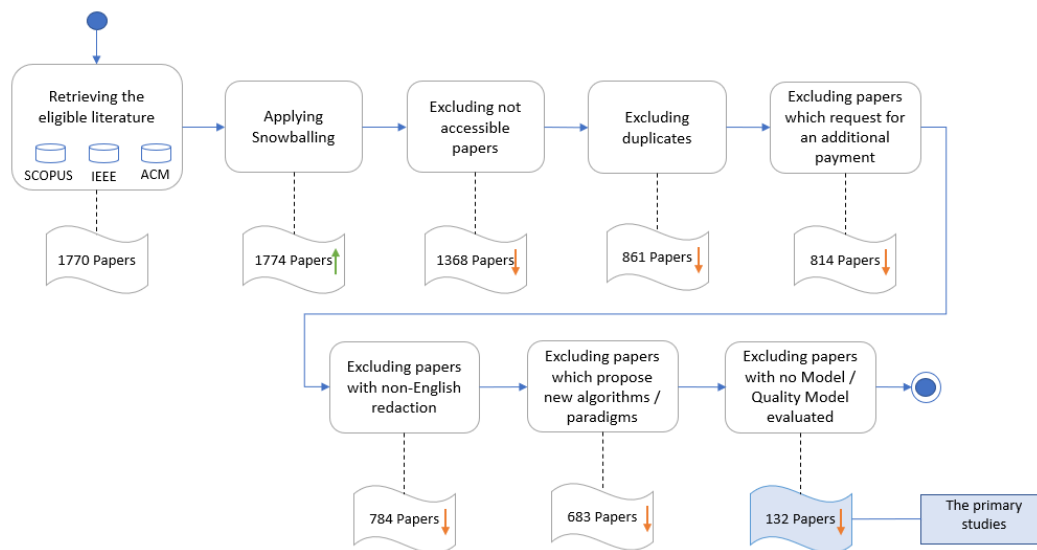 Retrieving the
eligible literature
SCOPUS
IEEE
ACM
Applying
Snowballing
Excluding not
accessible
papers
Excluding
duplicates
Excluding papers
which request for
an additional
payment
1770 Papers
1774 Papers
1368 Papers
861 Papers
814 Papers
Excluding papers
with non-English
redaction
Excluding papers
which propose
new algorithms /
paradigms
Excluding papers
with no Model /
Quality Model
evaluated
784 Papers
683 Papers
132 Papers
The primary
studies